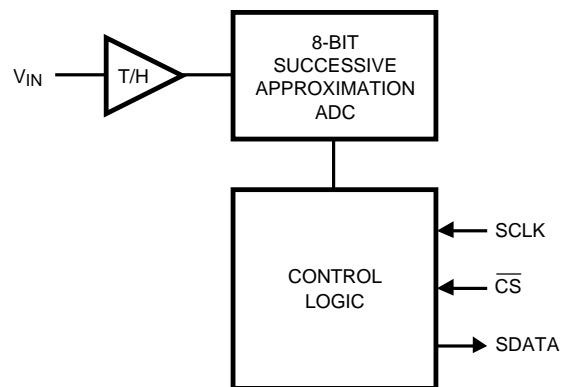 8-BIT
SUCCESSIVE
APPROXIMATION
ADC
VIN
T/H
CONTROL
LOGIC
SCLK
CS
SDATA